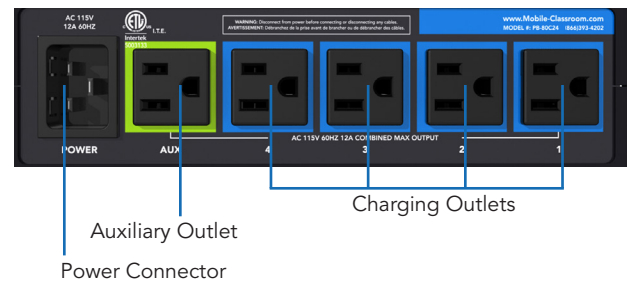 AC 115V
12A 60HZ
ETL
I.T.E.
Intertek
5003133
WARNING: Disconnect from power before connecting or disconnecting any cables.
AVERTISSEMENT: Débranchez de la prise avant de brancher ou de débrancher des câbles.
www.Mobile-Classroom.com
MODEL #: PB-80C24 (866)393-4202
AC 115V 60HZ 12A COMBINED MAX OUTPUT
POWER
AUX
4
3
2
1
Charging Outlets
Auxiliary Outlet
Power Connector